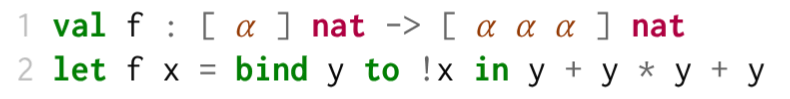 1 val f : [ α ] nat -> [ α α α ] nat
2 let f x = bind y to !x in y + y * y + y